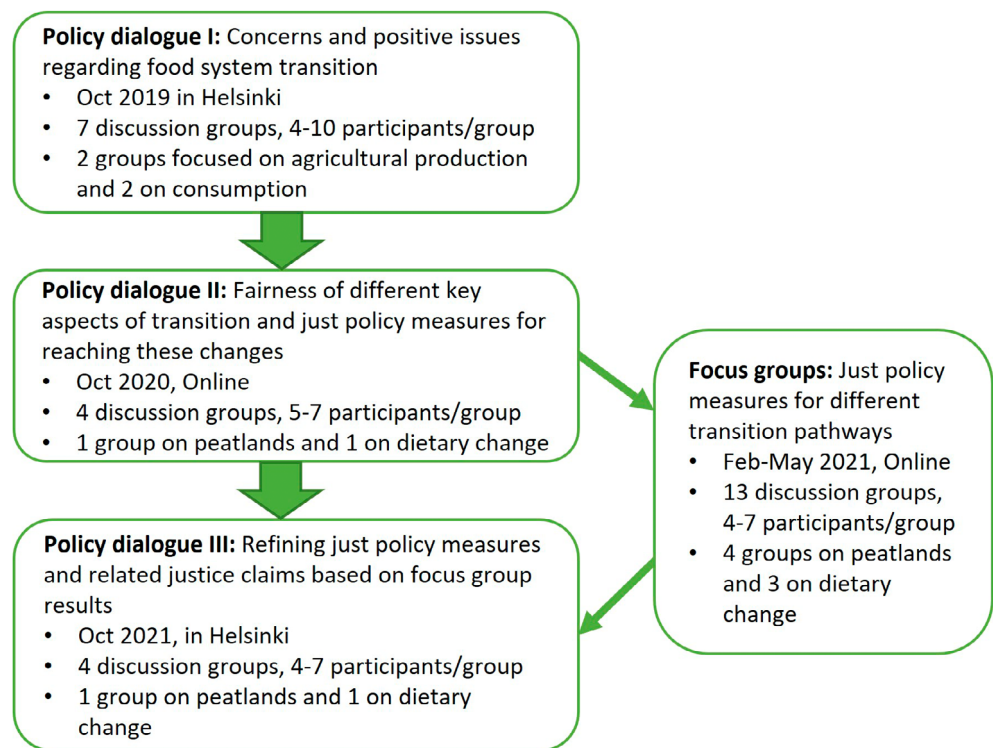 Policy dialogue I: Concerns and positive issues
regarding food system transition
• Oct 2019 in Helsinki
• 7 discussion groups, 4-10 participants/group
• 2 groups focused on agricultural production
and 2 on consumption
Policy dialogue II: Fairness of different key
aspects of transition and just policy measures for
reaching these changes
• Oct 2020, Online
• 4 discussion groups, 5-7 participants/group
• 1 group on peatlands and 1 on dietary change
Focus groups: Just policy
measures for different
transition pathways
• Feb-May 2021, Online
• 13 discussion groups,
4-7 participants/group
• 4 groups on peatlands
and 3 on dietary
change
Policy dialogue III: Refining just policy measures
and related justice claims based on focus group
results
• Oct 2021, in Helsinki
• 4 discussion groups, 4-7 participants/group
• 1 group on peatlands and 1 on dietary
change